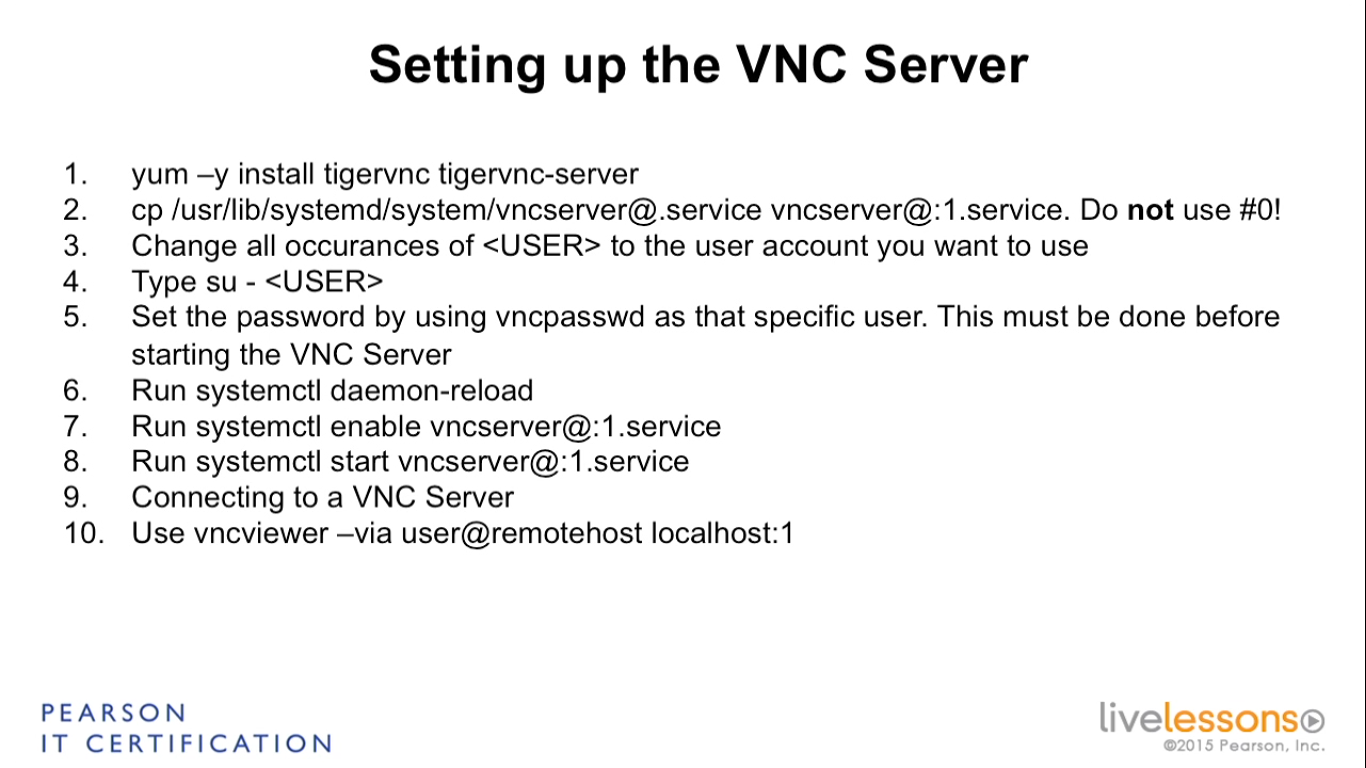 Setting up the VNC Server
1. yum –y install tigervnc tigervnc-server
2. cp /usr/lib/systemd/system/vncserver@.service vncserver@:1.service. Do not use #0!
3. Change all occurances of <USER> to the user account you want to use
4. Type su - <USER>
5. Set the password by using vncpasswd as that specific user. This must be done before
starting the VNC Server
6. Run systemctl daemon-reload
7. Run systemctl enable vncserver@:1.service
8. Run systemctl start vncserver@:1.service
9. Connecting to a VNC Server
10. Use vncviewer –via user@remotehost localhost:1
PEARSON
IT CERTIFICATION
livelessons
©2015 Pearson, Inc.